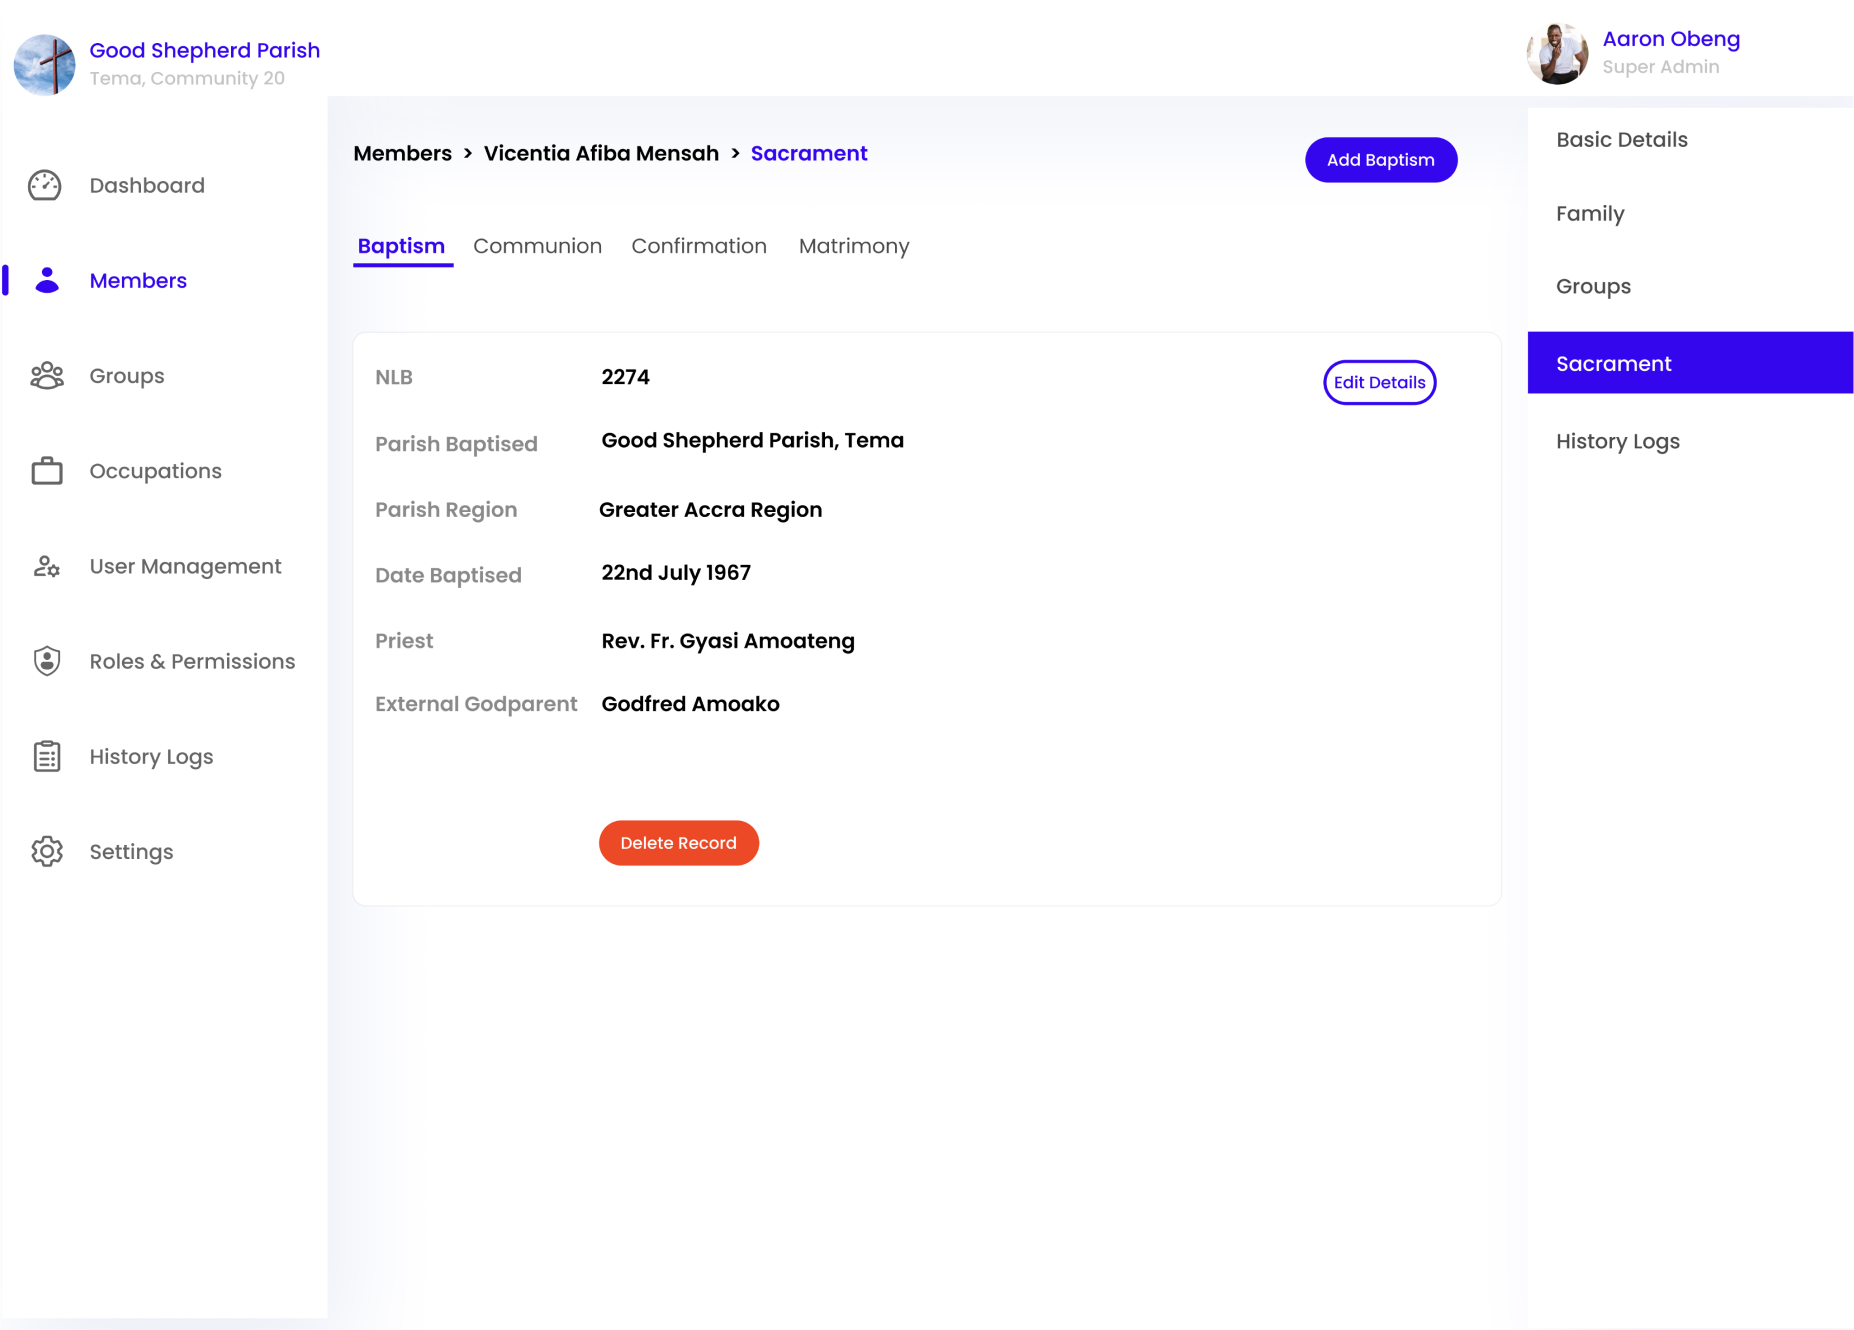 Good Shepherd Parish
Tema, Community 20
Aaron Obeng
Super Admin
Dashboard
Members
Groups
Occupations
User Management
Roles & Permissions
History Logs
Settings
Members > Vicentia Afiba Mensah > Sacrament
Add Baptism
Baptism Communion Confirmation Matrimony
NLB 2274
Edit Details
Parish Baptised Good Shepherd Parish, Tema
Parish Region Greater Accra Region
Date Baptised 22nd July 1967
Priest Rev. Fr. Gyasi Amoateng
External Godparent Godfred Amoako
Delete Record
Basic Details
Family
Groups
Sacrament
History Logs